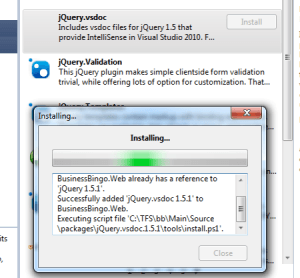 jQuery.vsdoc
Install
Includes vsdoc files for jQuery 1.5 that
provide IntelliSense in Visual Studio 2010. F...
jQuery.Validation
This jQuery plugin makes simple clientside form validation
trivial, while offering lots of option for customization. That...
jQuery.Templates
Installing...
Installing...
BusinessBingo.Web already has a reference to
'jQuery 1.5.1'.
Successfully added 'jQuery.vsdoc 1.5.1' to
BusinessBingo.Web.
Executing script file 'C:\TFS\bb\Main\Source
\packages\jQuery.vsdoc.1.5.1\tools\install.ps1'.
Close
its